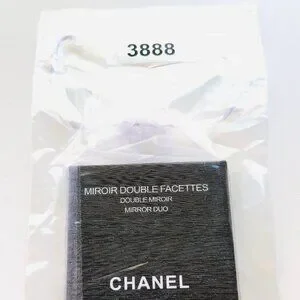 3888
MIROIR DOUBLE FACETTES
DOUBLE MIROIR
MIRROR DUO
CHANEL